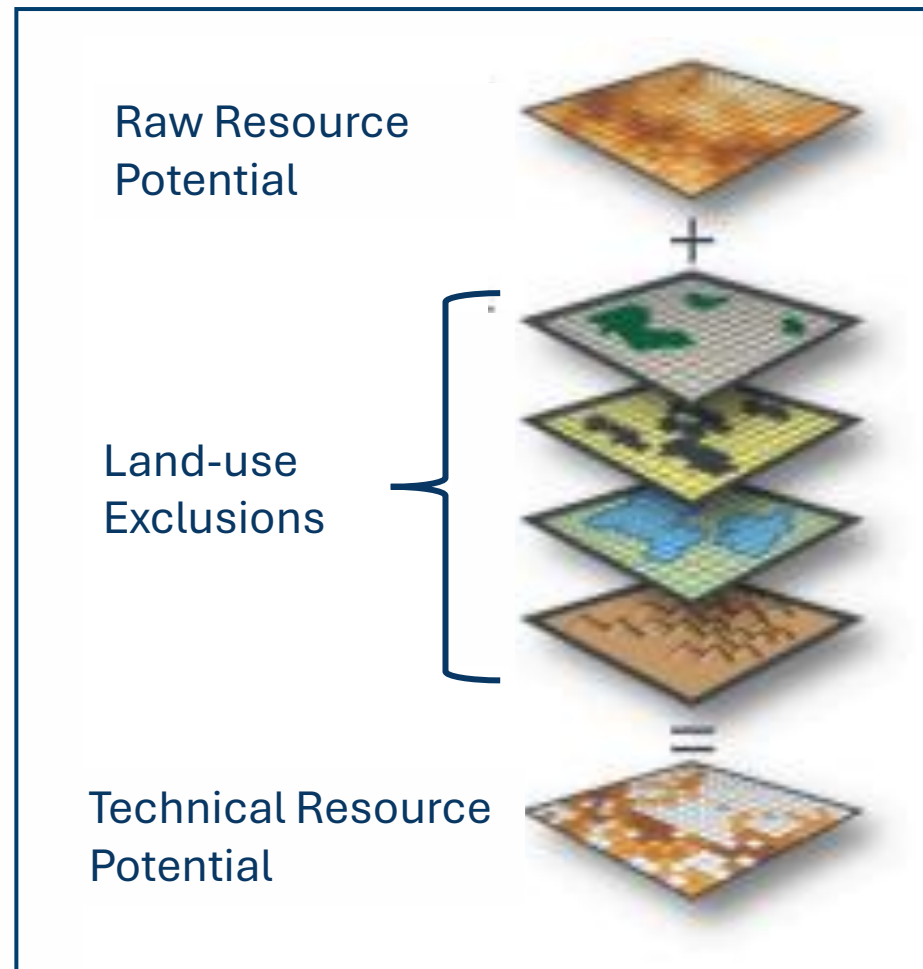 Raw Resource
Potential
+
Land-use
Exclusions
=
Technical Resource
Potential